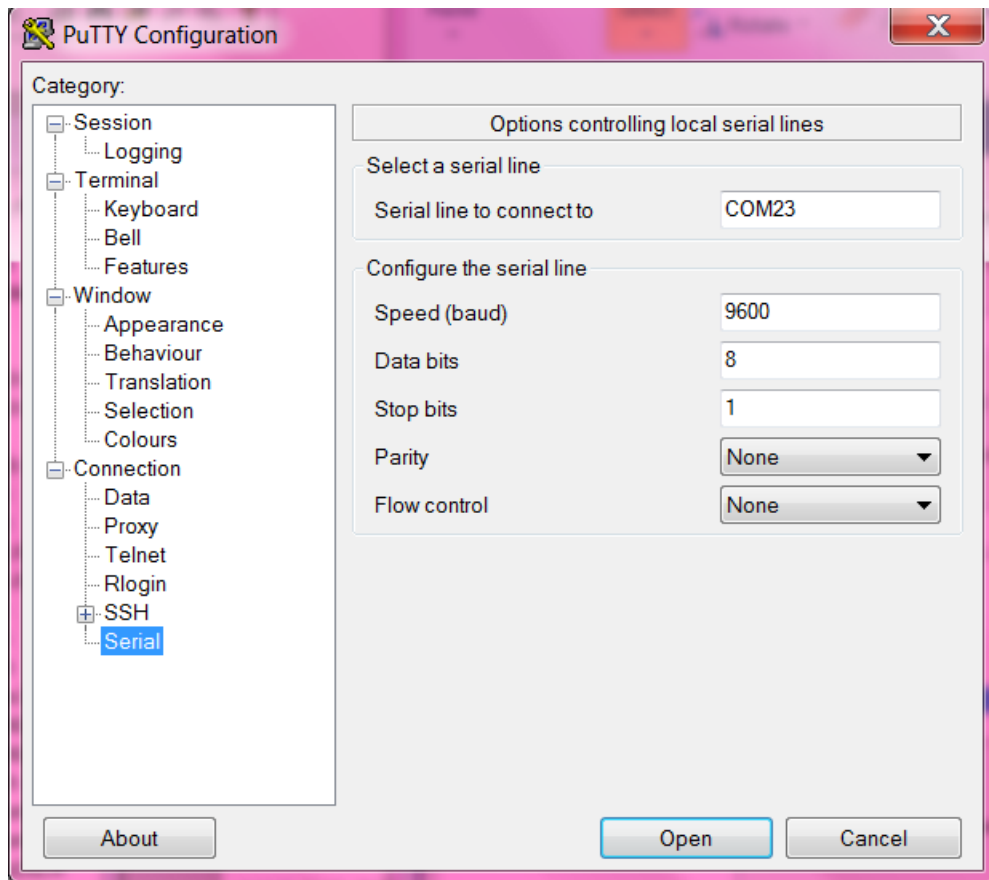 PuTTY Configuration
Category:
Session
Logging
Terminal
Keyboard
Bell
Features
Window
Appearance
Behaviour
Translation
Selection
Colours
Connection
Data
Proxy
Telnet
Rlogin
SSH
Serial
Options controlling local serial lines
Select a serial line
Serial line to connect to COM23
Configure the serial line
Speed (baud) 9600
Data bits 8
Stop bits 1
Parity None
Flow control None
About Open Cancel